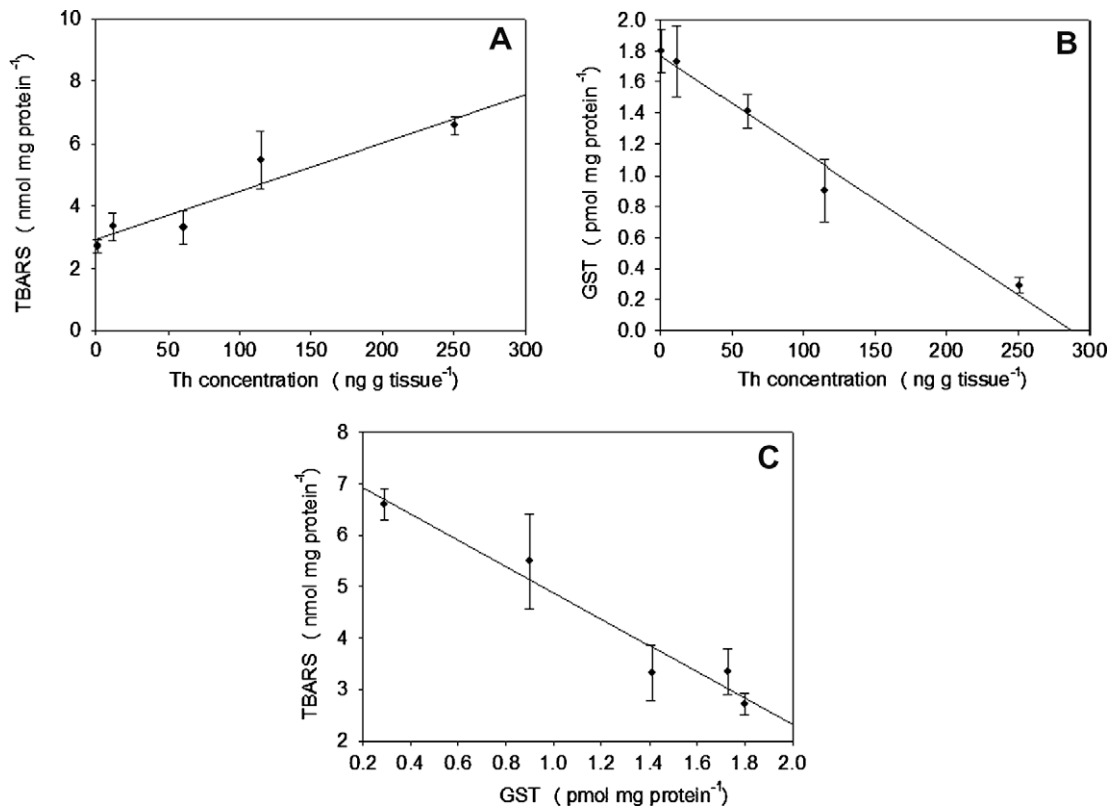 A
10
8
6
4
2
0
TBARS ( nmol mg protein⁻¹)
0 50 100 150 200 250 300
Th concentration ( ng g tissue⁻¹)
B
2.0
1.8
1.6
1.4
1.2
1.0
0.8
0.6
0.4
0.2
0.0
GST ( pmol mg protein⁻¹)
0 50 100 150 200 250 300
Th concentration ( ng g tissue⁻¹)
C
8
7
6
5
4
3
2
TBARS ( nmol mg protein⁻¹)
0.2 0.4 0.6 0.8 1.0 1.2 1.4 1.6 1.8 2.0
GST ( pmol mg protein⁻¹)